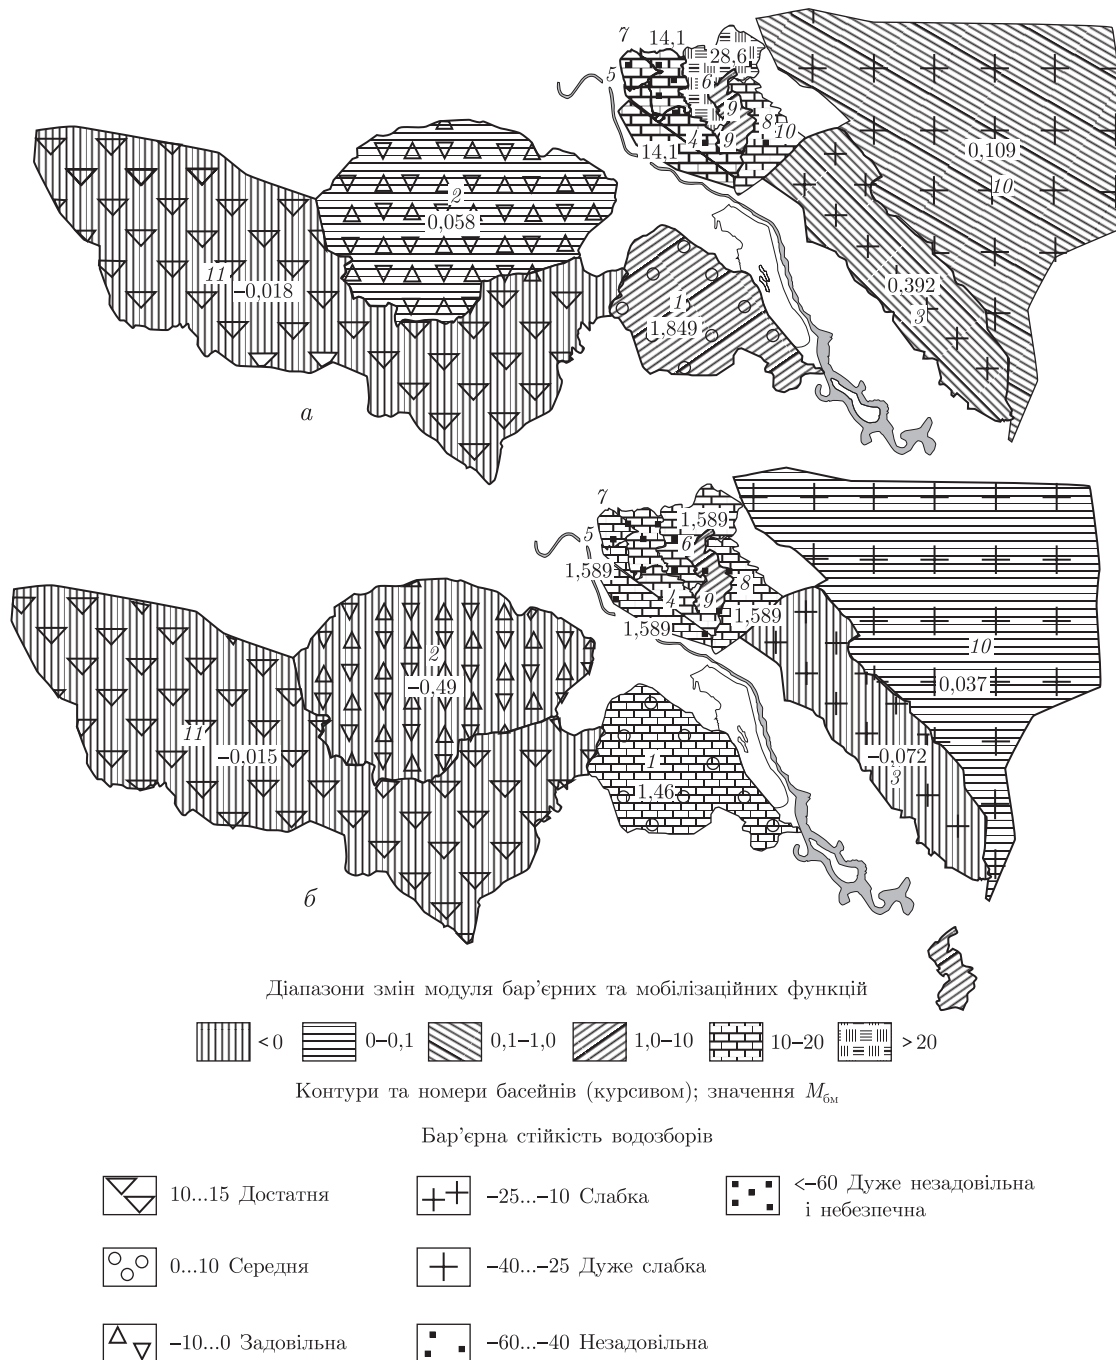 7
14,1
28,6
5
6
9
4
9
8
10
14,1
0,109
10
2
0,058
11
–0,018
0.392
3
1
1,849
а
7
1,589
5
6
1,589
8
4
9
1,589
1,589
10
0,037
2
–0,49
11
–0.015
–0,072
3
1
1,46
б
Діапазони змін модуля бар'єрних та мобілізаційних функцій
<0 0–0,1 0,1–1,0 1,0–10 10–20 >20
Контури та номери басейнів (курсивом); значення Mбм
Бар'єрна стійкість водозборів
10...15 Достатня
–25...–10 Слабка
<–60 Дуже незадовільна
і небезпечна
0...10 Середня
–40...–25 Дуже слабка
–10...0 Задовільна
–60...–40 Незадовільна